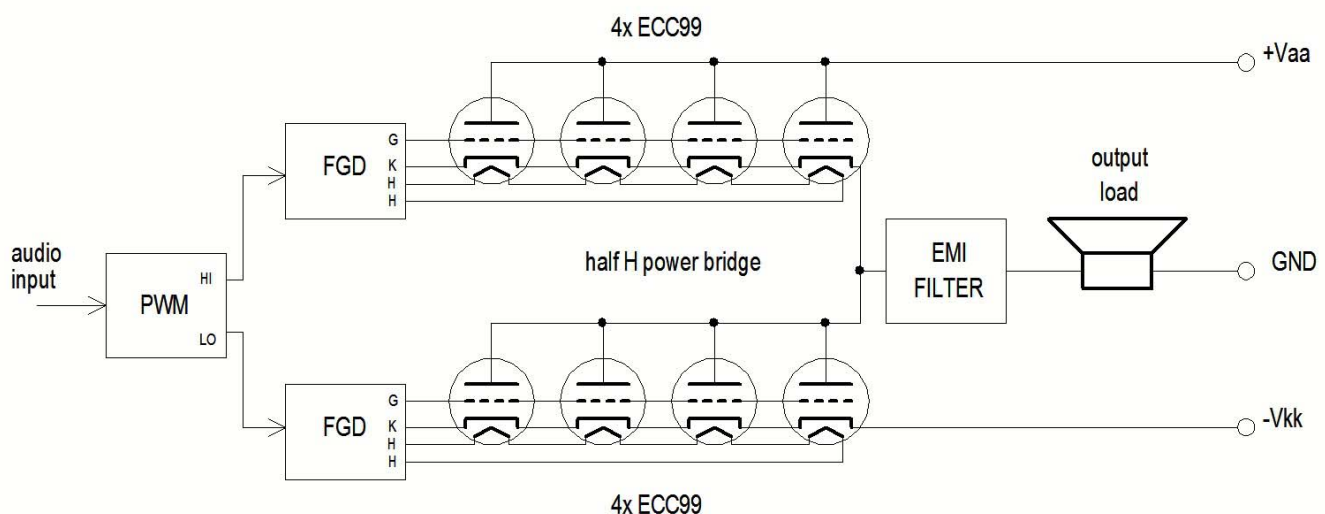 4x ECC99
+Vaa
FGD
G
K
H
H
output
load
audio
input
PWM
HI
LO
half H power bridge
EMI
FILTER
GND
FGD
G
K
H
H
-Vkk
4x ECC99